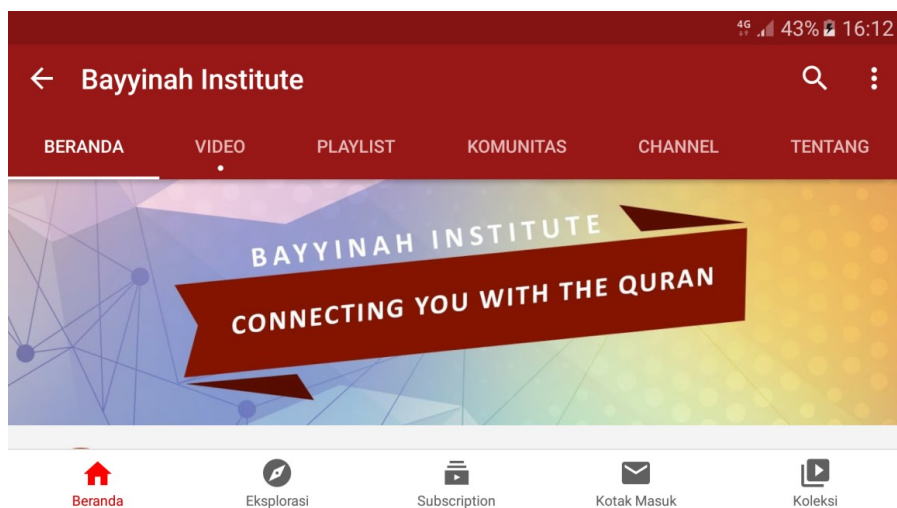 4G 43% 16:12
Bayyinah Institute
BERANDA VIDEO PLAYLIST KOMUNITAS CHANNEL TENTANG
BAYYINAH INSTITUTE
CONNECTING YOU WITH THE QURAN
Beranda Eksplorasi Subscription Kotak Masuk Koleksi